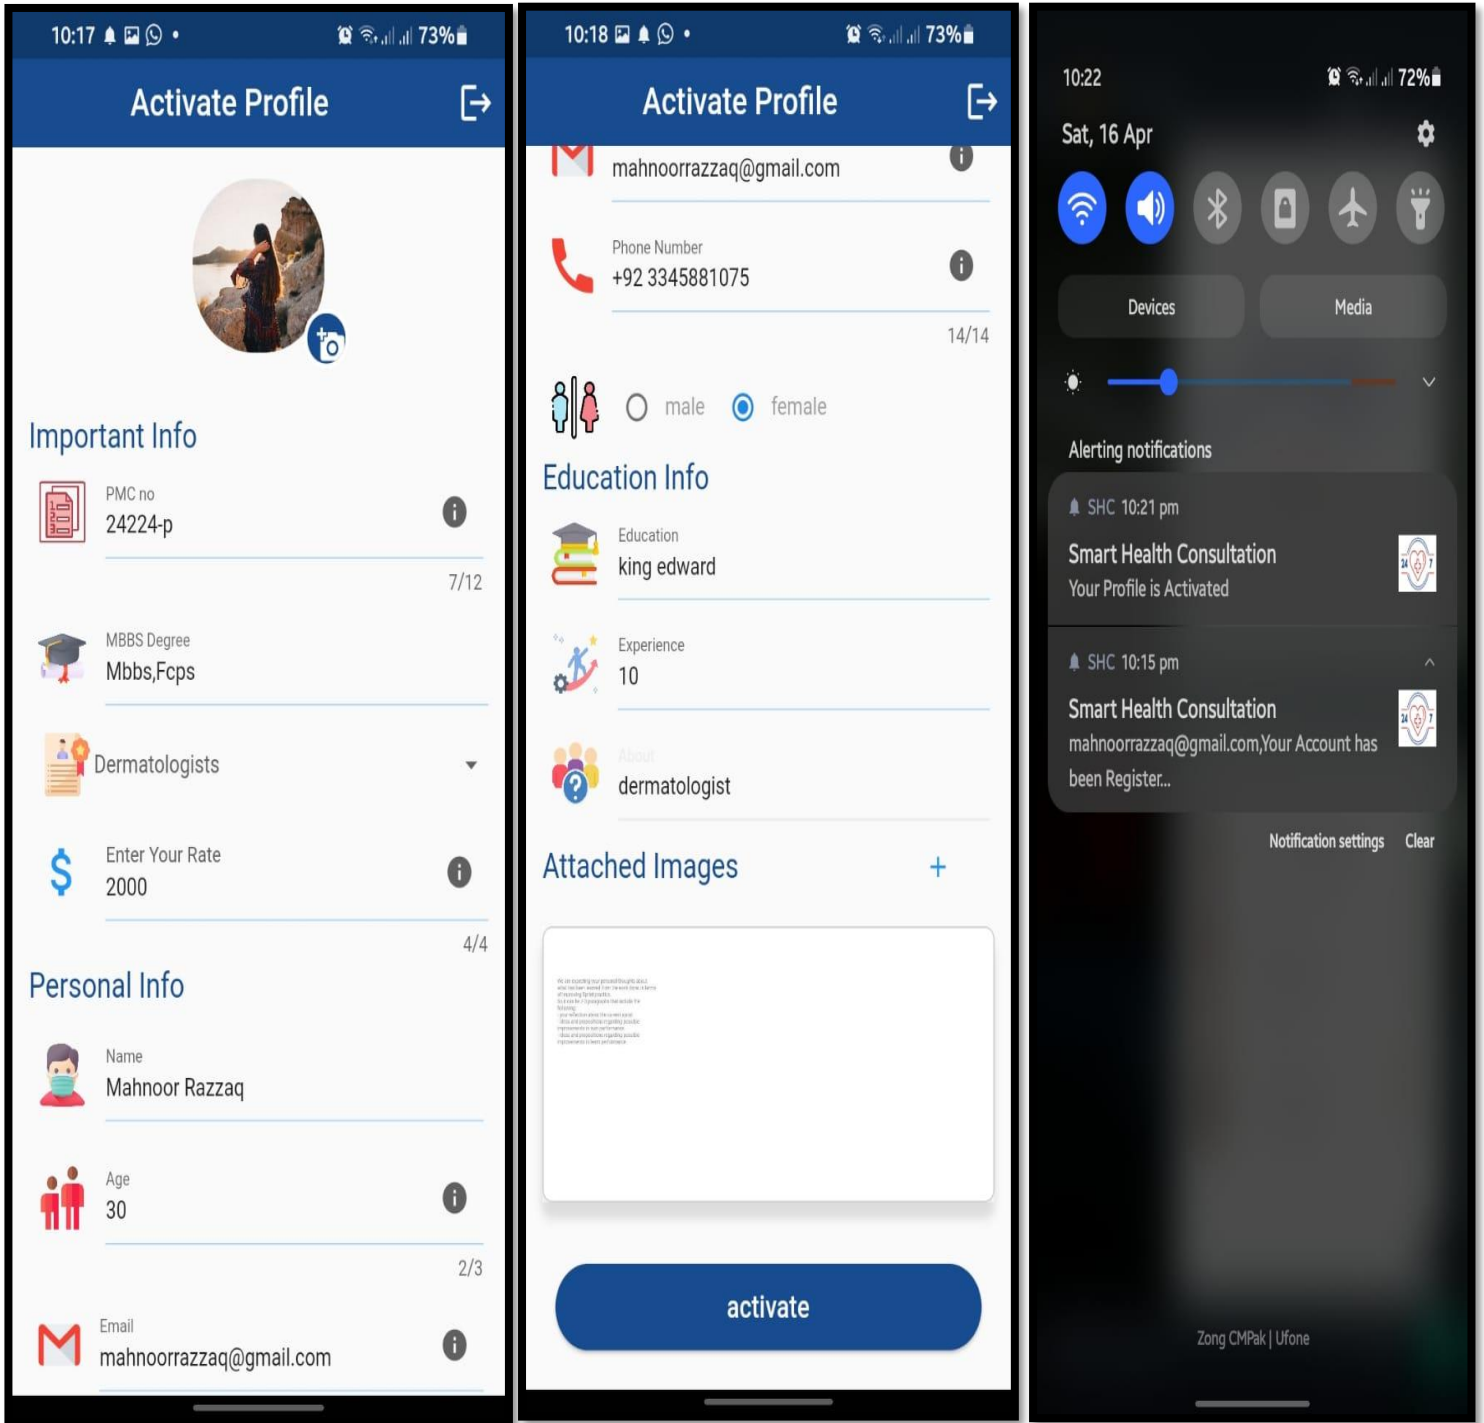 10:17
73%
Activate Profile
Important Info
PMC no
24224-p
7/12
MBBS Degree
Mbbs,Fcps
Dermatologists
Enter Your Rate
2000
4/4
Personal Info
Name
Mahnoor Razzaq
Age
30
2/3
Email
mahnoorrazzaq@gmail.com
10:18
73%
Activate Profile
mahnoorrazzaq@gmail.com
Phone Number
+92 3345881075
14/14
male female
Education Info
Education
king edward
Experience
10
About
dermatologist
Attached Images
activate
10:22
72%
Sat, 16 Apr
Devices Media
Alerting notifications
SHC 10:21 pm
Smart Health Consultation
Your Profile is Activated
24 7
SHC 10:15 pm
Smart Health Consultation
mahnoorrazzaq@gmail.com,Your Account has
been Register...
24 7
Notification settings Clear
Zong CMPak | Ufone